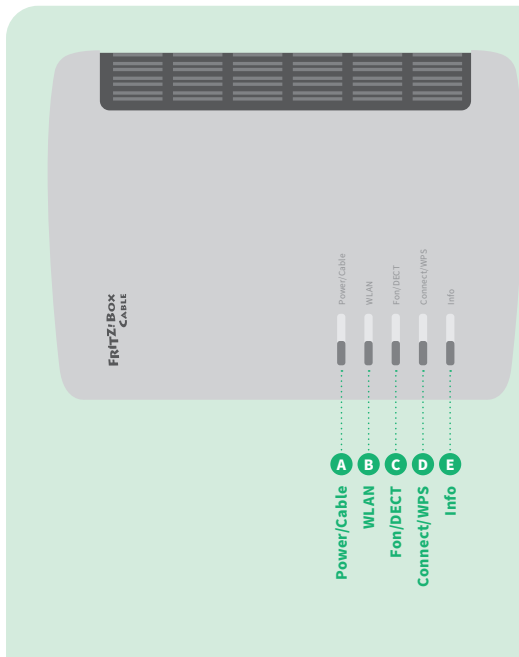 FRITZ!BOX
CABLE
Power/Cable
WLAN
Fon/DECT
Connect/WPS
Info
A
B
C
D
E
Power/Cable
WLAN
Fon/DECT
Connect/WPS
Info